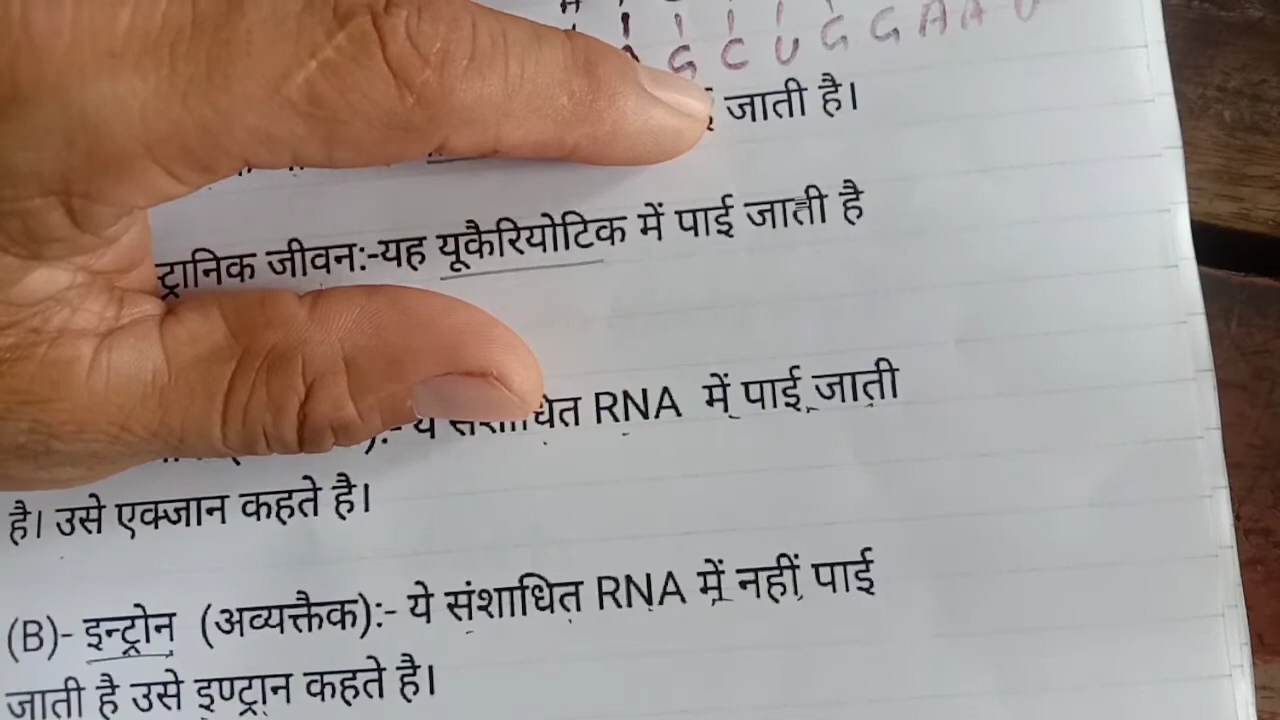 G C U G G A A U
जाती है।
ट्रानिक जीवन:-यह यूकैरियोटिक में पाई जाती है
:- ये संशाधित RNA में पाई जाती
है। उसे एक्जान कहते है।
(B)- इन्ट्रोन (अव्यक्तैक):- ये संशाधित RNA में नहीं पाई
जाती है उसे इण्ट्रान कहते है।